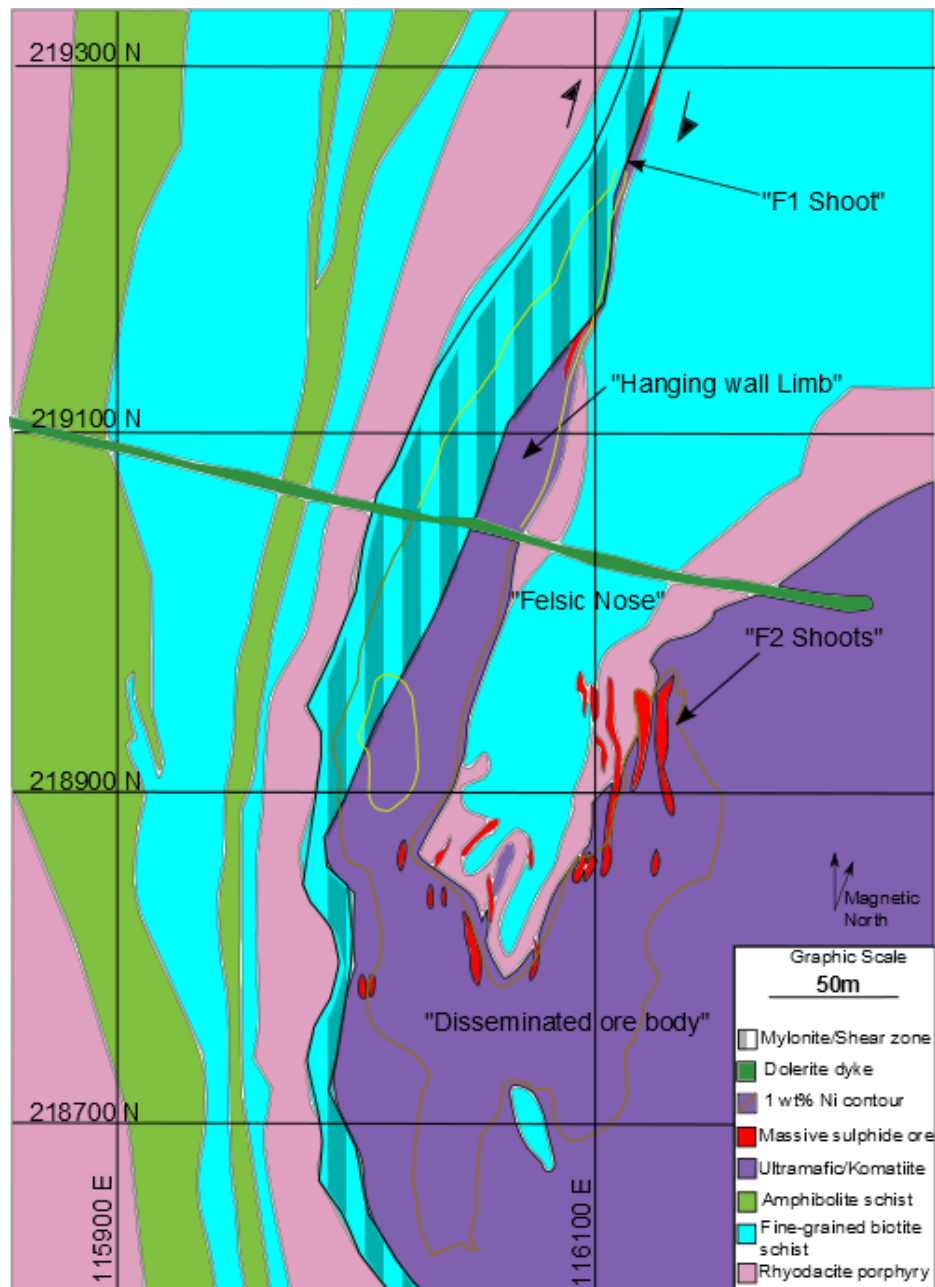 219300 N
"F1 Shoot"
"Hanging wall Limb"
219100 N
"Felsic Nose"
"F2 Shoots"
218900 N
Magnetic
North
"Disseminated ore body"
218700 N
115900 E
116100 E
Graphic Scale
50m
Mylonite/Shear zone
Dolerite dyke
1 wt% Ni contour
Massive sulphide ore
Ultramafic/Komatiite
Amphibolite schist
Fine-grained biotite
schist
Rhyodacite porphyry